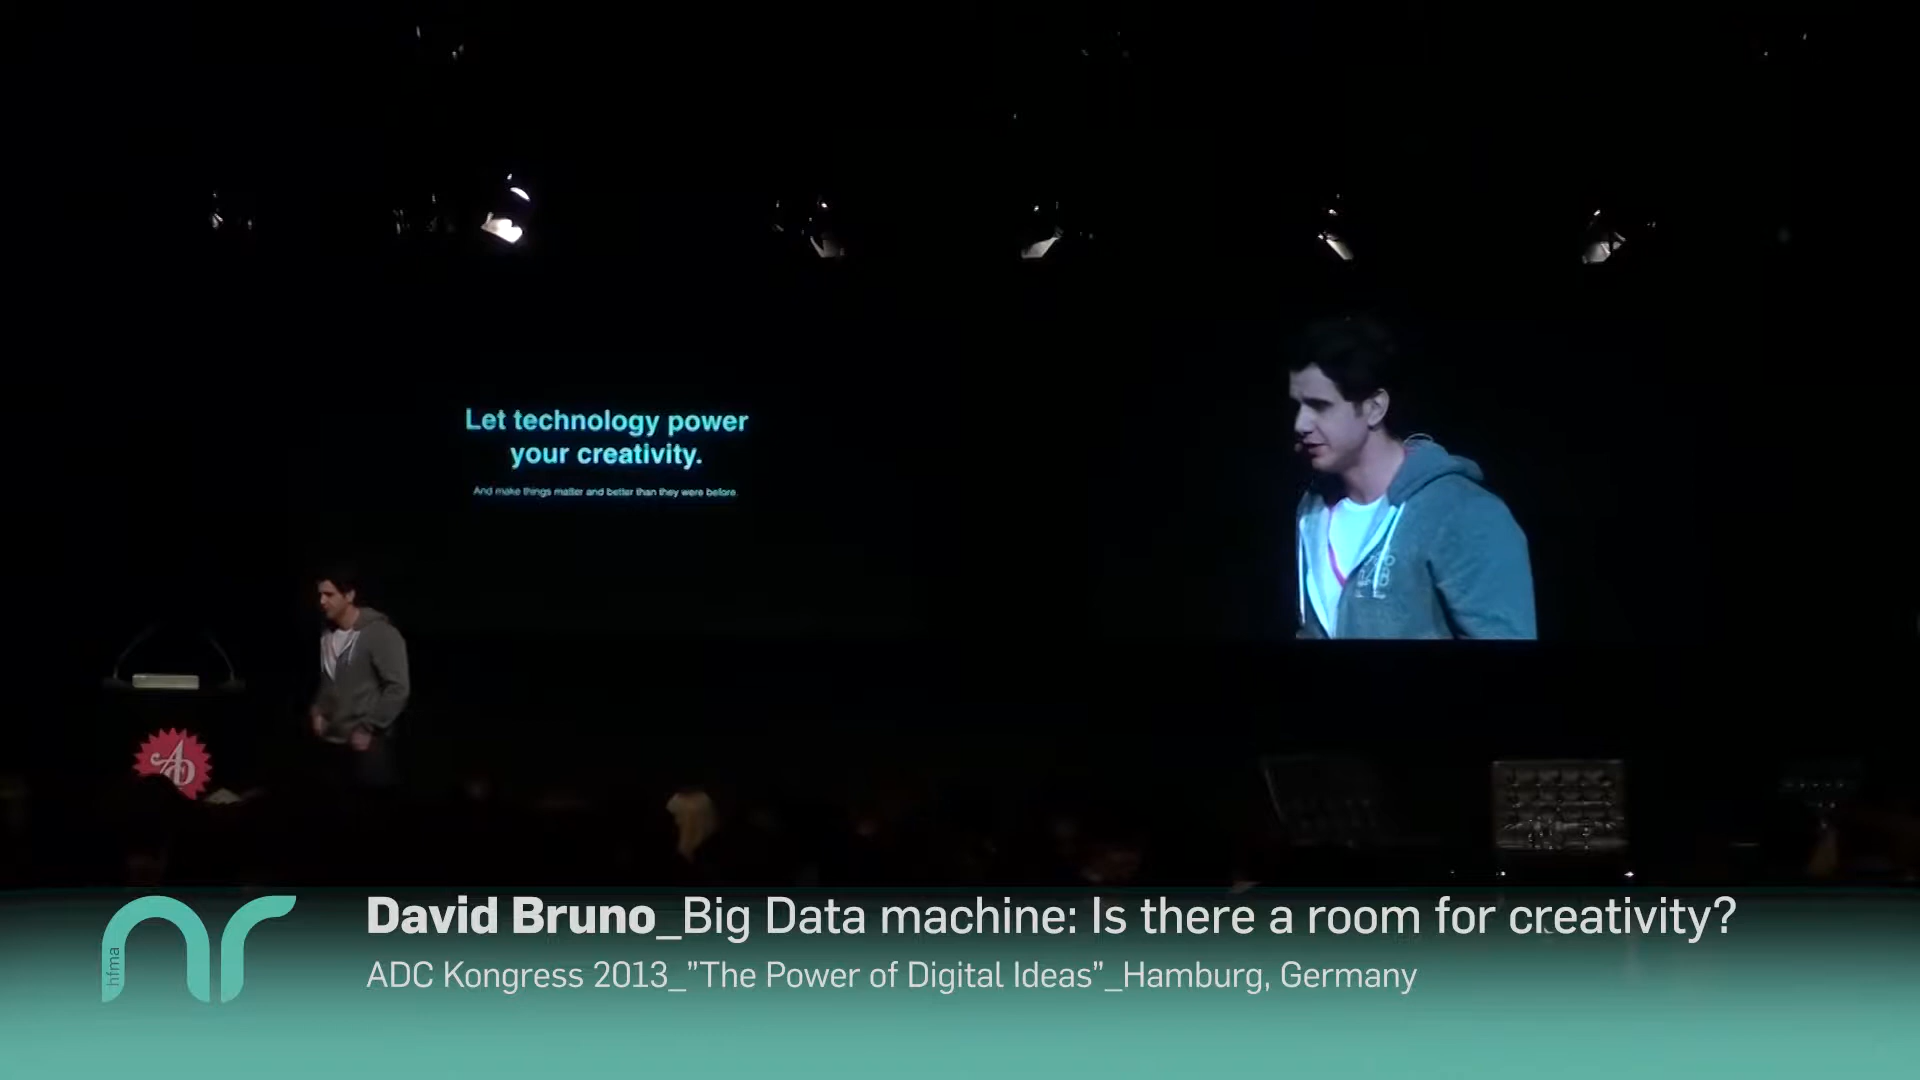 Let technology power
your creativity.
And make things matter and better than they were before.
AD
hfma
David Bruno_Big Data machine: Is there a room for creativity?
ADC Kongress 2013_"The Power of Digital Ideas"_Hamburg, Germany